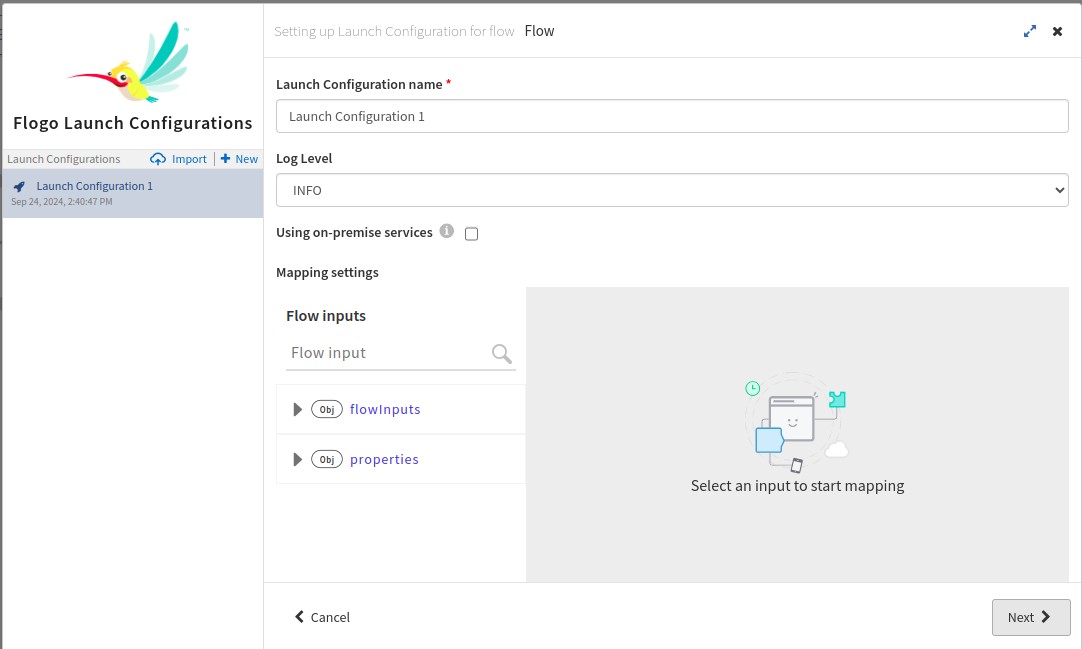 Flogo Launch Configurations
Launch Configurations Import + New
Launch Configuration 1
Sep 24, 2024, 2:40:47 PM
Setting up Launch Configuration for flow Flow
Launch Configuration name *
Launch Configuration 1
Log Level
INFO
Using on-premise services
Mapping settings
Flow inputs
Flow input
Obj flowInputs
Obj properties
Select an input to start mapping
Cancel
Next